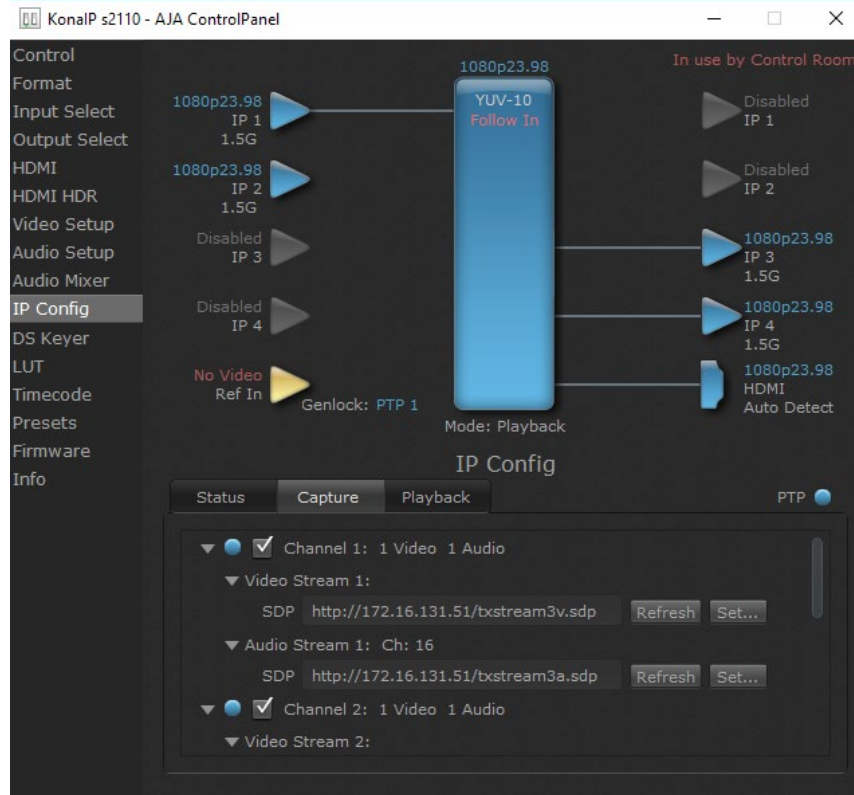 KonaIP s2110 - AJA ControlPanel
Control
Format
Input Select
Output Select
HDMI
HDMI HDR
Video Setup
Audio Setup
Audio Mixer
IP Config
DS Keyer
LUT
Timecode
Presets
Firmware
Info
1080p23.98
In use by Control Room
YUV-10
Follow In
1080p23.98
IP 1
1.5G
1080p23.98
IP 2
1.5G
Disabled
IP 3
Disabled
IP 4
No Video
Ref In
Genlock: PTP 1
Disabled
IP 1
Disabled
IP 2
1080p23.98
IP 3
1.5G
1080p23.98
IP 4
1.5G
1080p23.98
HDMI
Auto Detect
Mode: Playback
IP Config
Status Capture Playback PTP
Channel 1: 1 Video 1 Audio
Video Stream 1:
SDP http://172.16.131.51/txstream3v.sdp Refresh Set...
Audio Stream 1: Ch: 16
SDP http://172.16.131.51/txstream3a.sdp Refresh Set...
Channel 2: 1 Video 1 Audio
Video Stream 2: